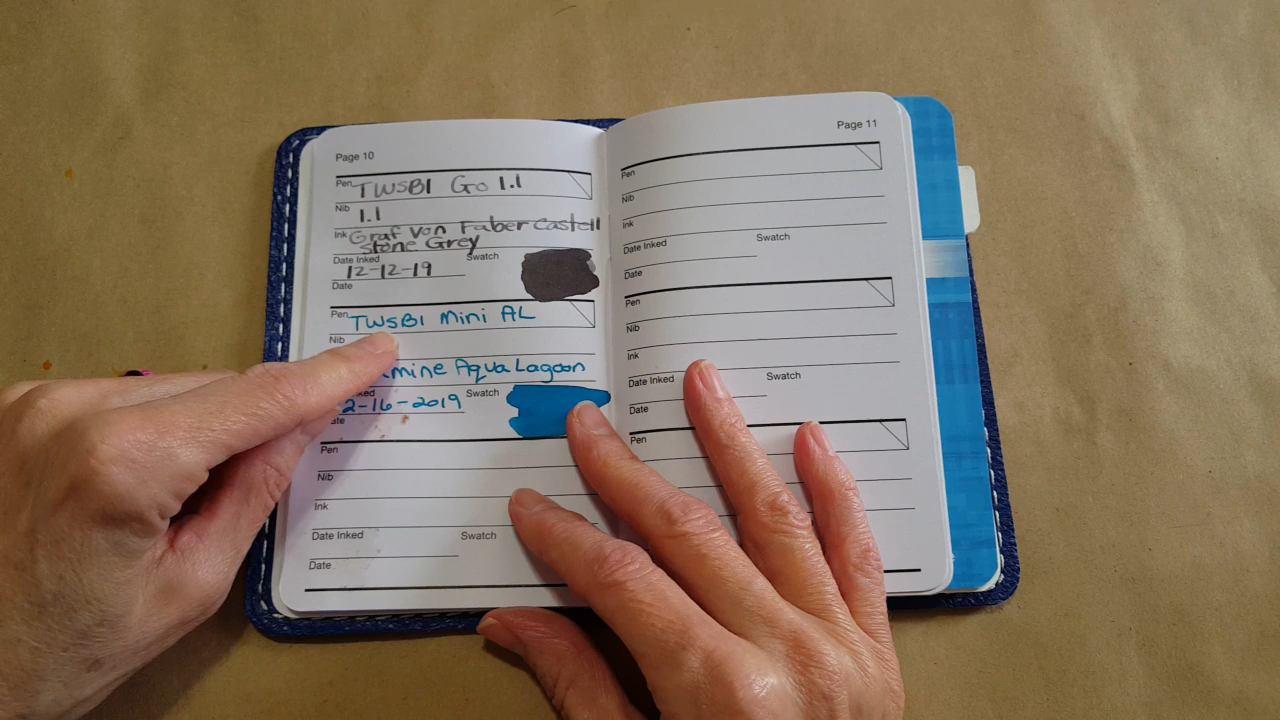 Page 10
Pen TWSBI Go 1.1
Nib 1.1
Ink Graf Von Faber Castell
Stone Grey
Date Inked 12-12-19 Swatch
Date
Pen TWSBI Mini AL
Nib
Aqua Lagoon
2-16-2019 Swatch
Pen
Nib
Ink
Date Inked Swatch
Date
Page 11
Pen
Nib
Ink
Date Inked Swatch
Date
Pen
Nib
Ink
Date Inked Swatch
Date
Pen